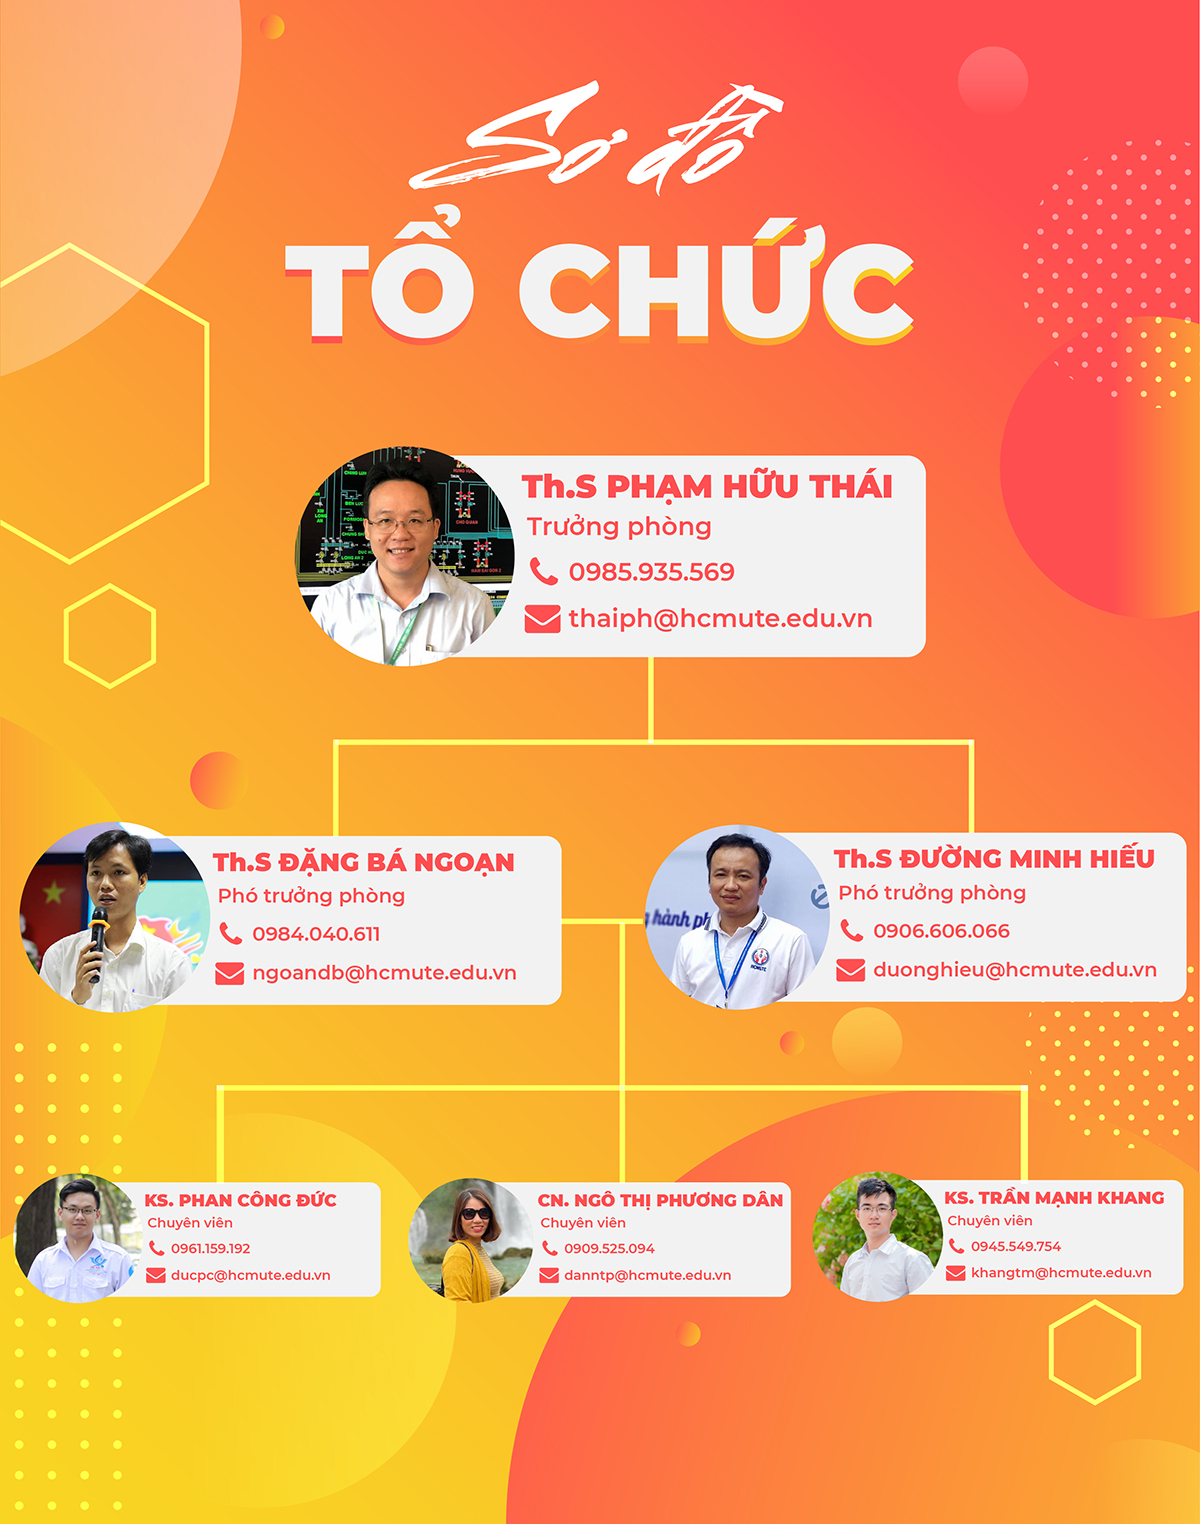 Sơ đồ
TỔ CHỨC
Th.S PHẠM HỮU THÁI
Trưởng phòng
0985.935.569
thaiph@hcmute.edu.vn
Th.S ĐẶNG BÁ NGOẠN
Phó trưởng phòng
0984.040.611
ngoandb@hcmute.edu.vn
hành ph
HCMUTE
Th.S ĐƯỜNG MINH HIẾU
Phó trưởng phòng
0906.606.066
duonghieu@hcmute.edu.vn
KS. PHAN CÔNG ĐỨC
Chuyên viên
0961.159.192
ducpc@hcmute.edu.vn
CN. NGÔ THỊ PHƯƠNG DÂN
Chuyên viên
0909.525.094
danntp@hcmute.edu.vn
KS. TRẦN MẠNH KHANG
Chuyên viên
0945.549.754
khangtm@hcmute.edu.vn